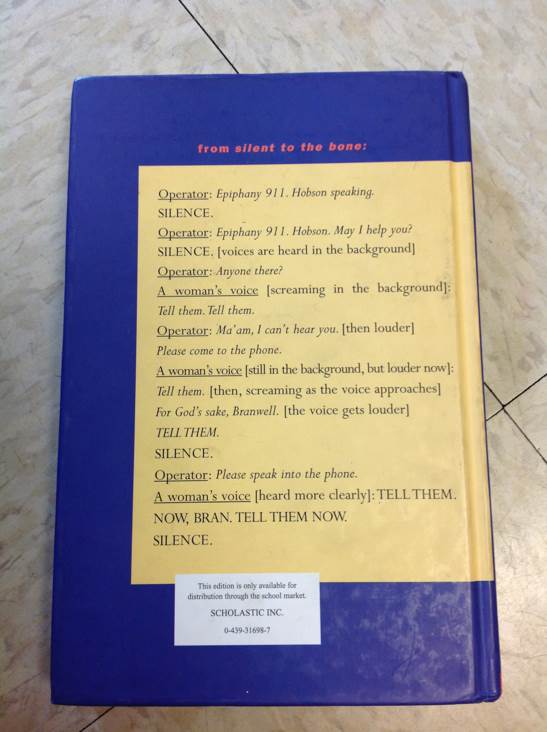 from silent to the bone:
Operator: Epiphany 911. Hobson speaking.
SILENCE.
Operator: Epiphany 911. Hobson. May I help you?
SILENCE. [voices are heard in the background]
Operator: Anyone there?
A woman's voice [screaming in the background]:
Tell them. Tell them.
Operator: Ma'am, I can't hear you. [then louder]
Please come to the phone.
A woman's voice [still in the background, but louder now]:
Tell them. [then, screaming as the voice approaches]
For God's sake, Branwell. [the voice gets louder]
TELL THEM.
SILENCE.
Operator: Please speak into the phone.
A woman's voice [heard more clearly]: TELL THEM.
NOW, BRAN. TELL THEM NOW.
SILENCE.
This edition is only available for
distribution through the school market.
SCHOLASTIC INC.
0-439-31698-7